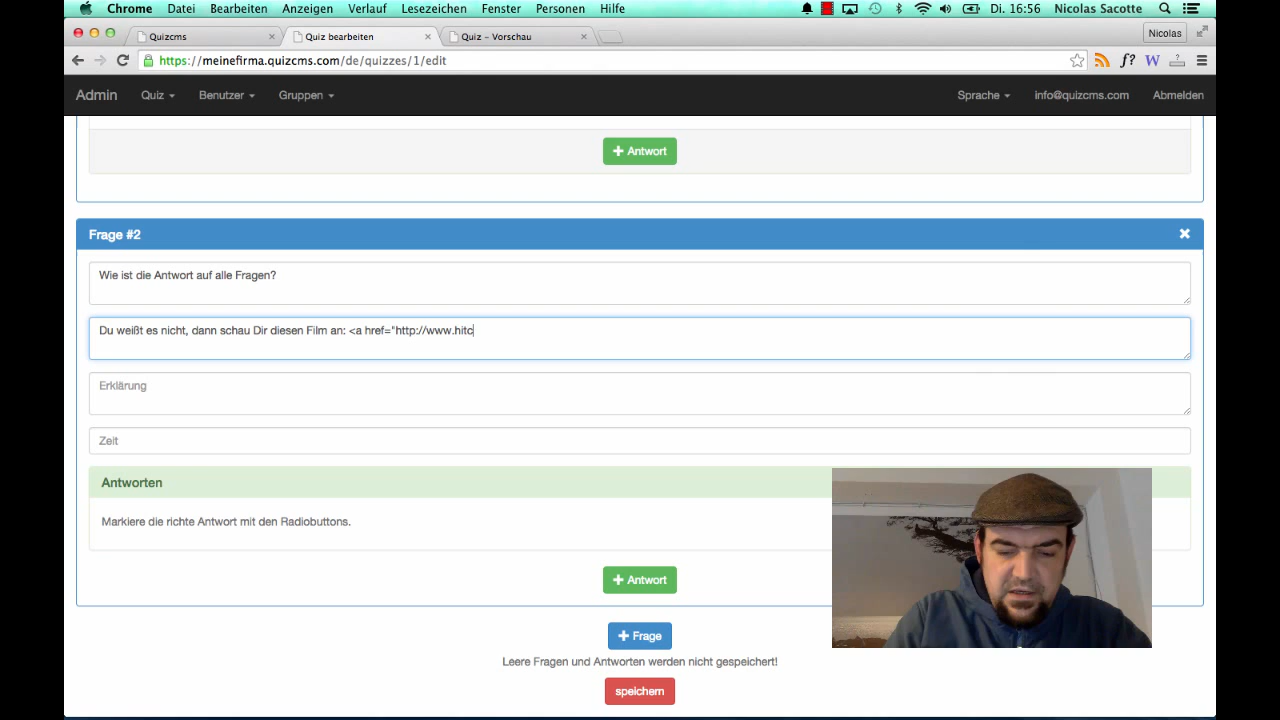 Chrome Datei Bearbeiten Anzeigen Verlauf Lesezeichen Fenster Personen Hilfe Di. 16:56 Nicolas Sacotte
Quizcms Quiz bearbeiten Quiz - Vorschau Nicolas
https://meinefirma.quizcms.com/de/quizzes/1/edit f? W
Admin Quiz Benutzer Gruppen Sprache info@quizcms.com Abmelden
+ Antwort
Frage #2
Wie ist die Antwort auf alle Fragen?
Du weißt es nicht, dann schau Dir diesen Film an: <a href="http://www.hitc
Erklärung
Zeit
Antworten
Markiere die richte Antwort mit den Radiobuttons.
+ Antwort
+ Frage
Leere Fragen und Antworten werden nicht gespeichert!
speichern